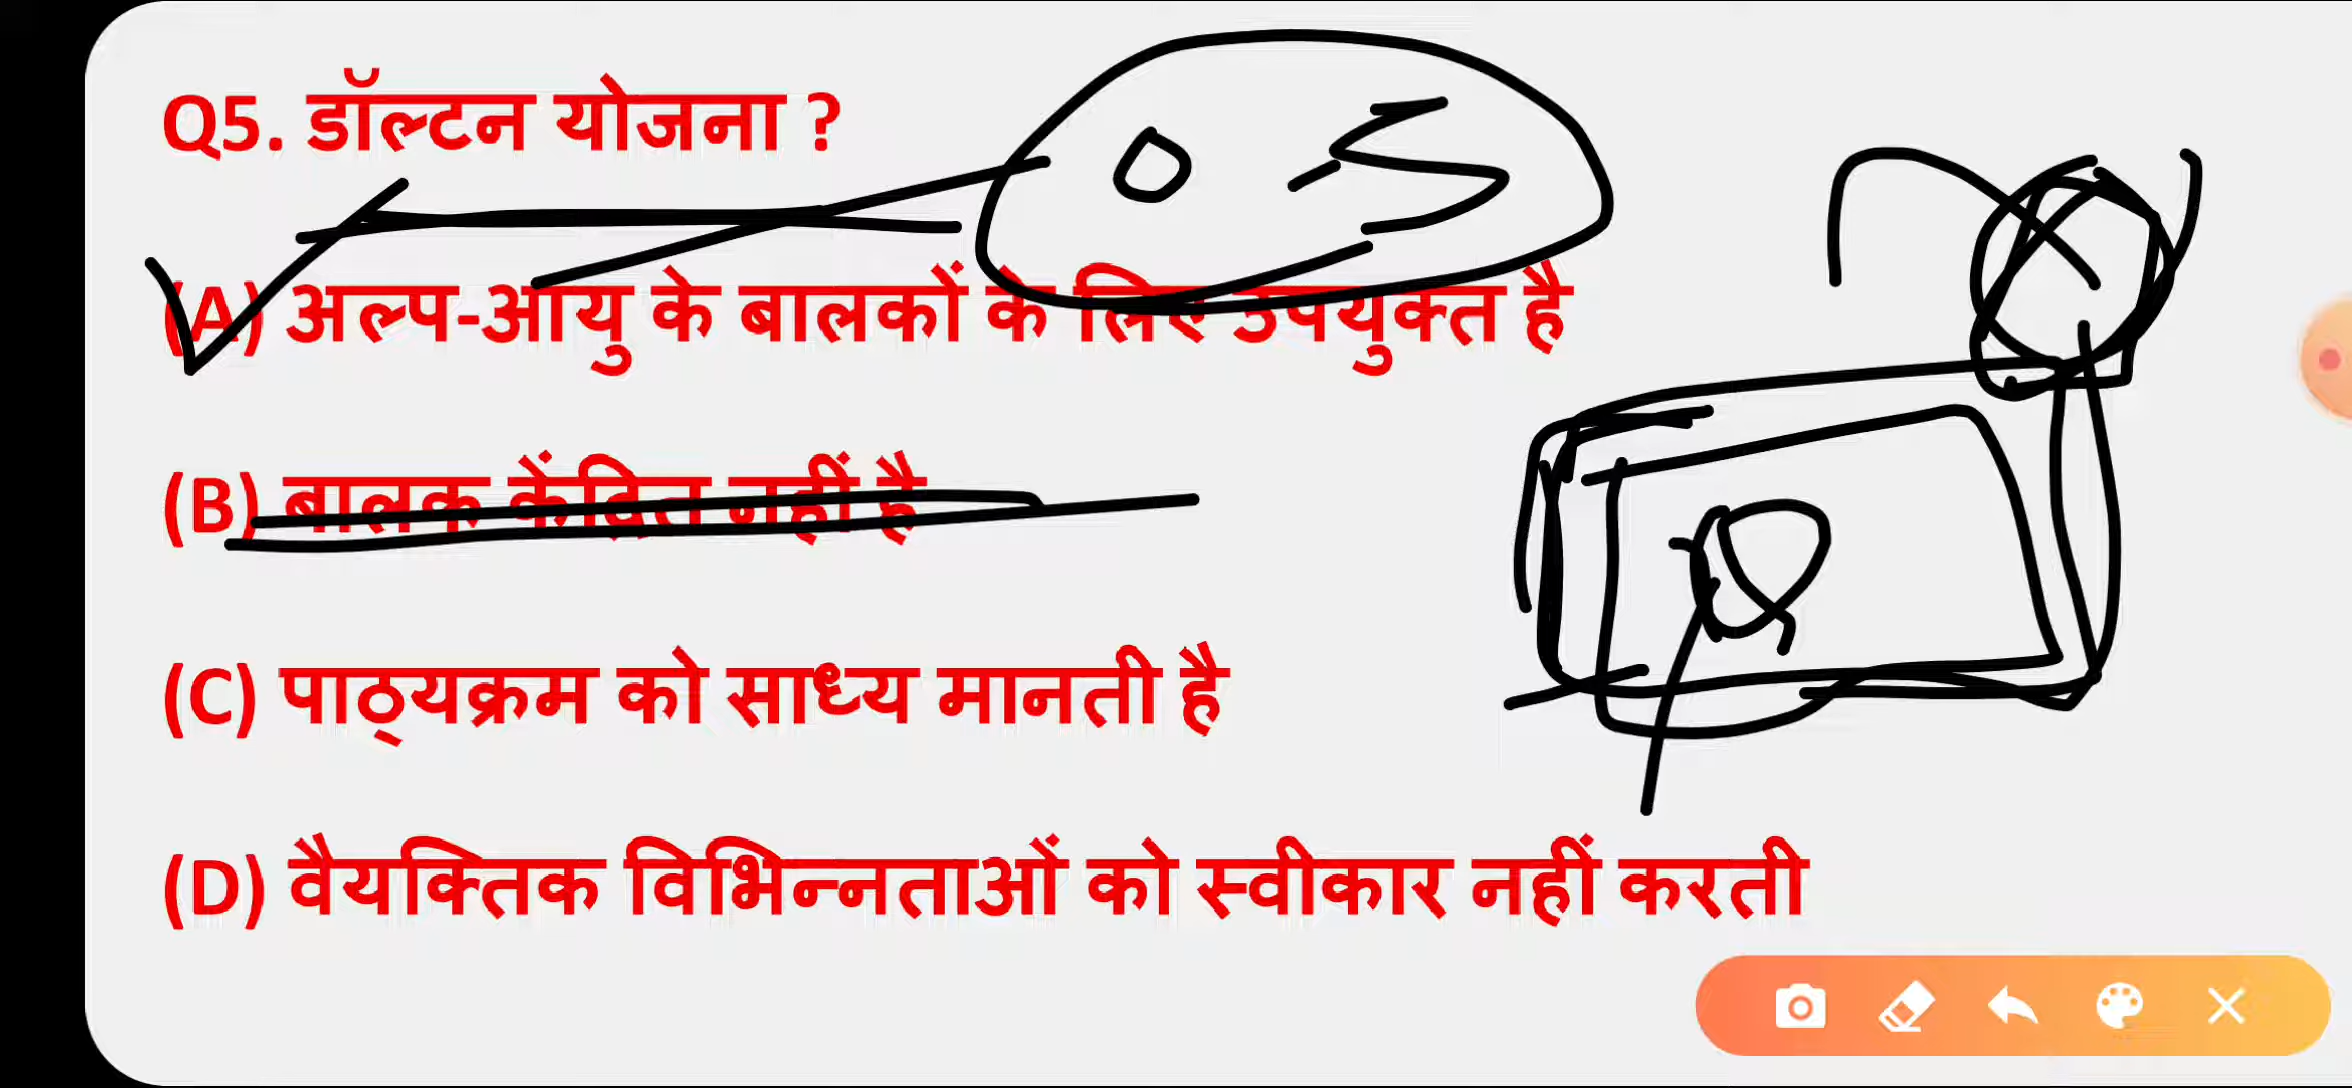 Q5. डॉल्टन योजना ?
(A) अल्प-आयु के बालकों के लिए उपयुक्त है
(B) बालक केंद्रित नहीं है
(C) पाठ्यक्रम को साध्य मानती है
(D) वैयक्तिक विभिन्नताओं को स्वीकार नहीं करती